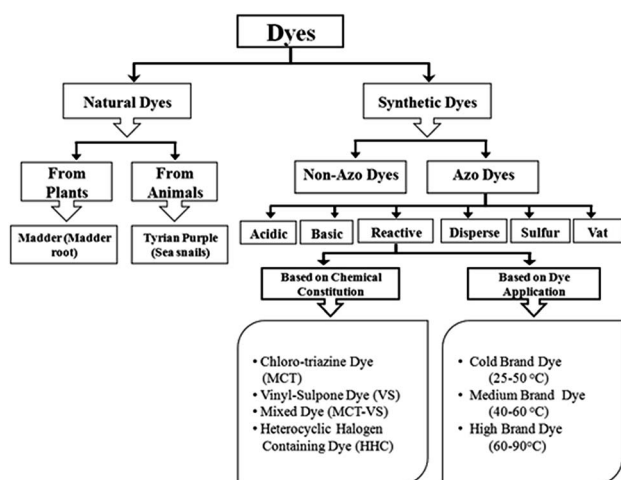 Dyes
Natural Dyes
Synthetic Dyes
From
Plants
From
Animals
Non-Azo Dyes
Azo Dyes
Madder (Madder
root)
Tyrian Purple
(Sea snails)
Acidic
Basic
Reactive
Disperse
Sulfur
Vat
Based on Chemical
Constitution
Based on Dye
Application
• Chloro-triazine Dye
(MCT)
• Vinyl-Sulpone Dye (VS)
• Mixed Dye (MCT-VS)
• Heterocyclic Halogen
Containing Dye (HHC)
• Cold Brand Dye
(25-50 °C)
• Medium Brand Dye
(40-60 °C)
• High Brand Dye
(60-90°C)